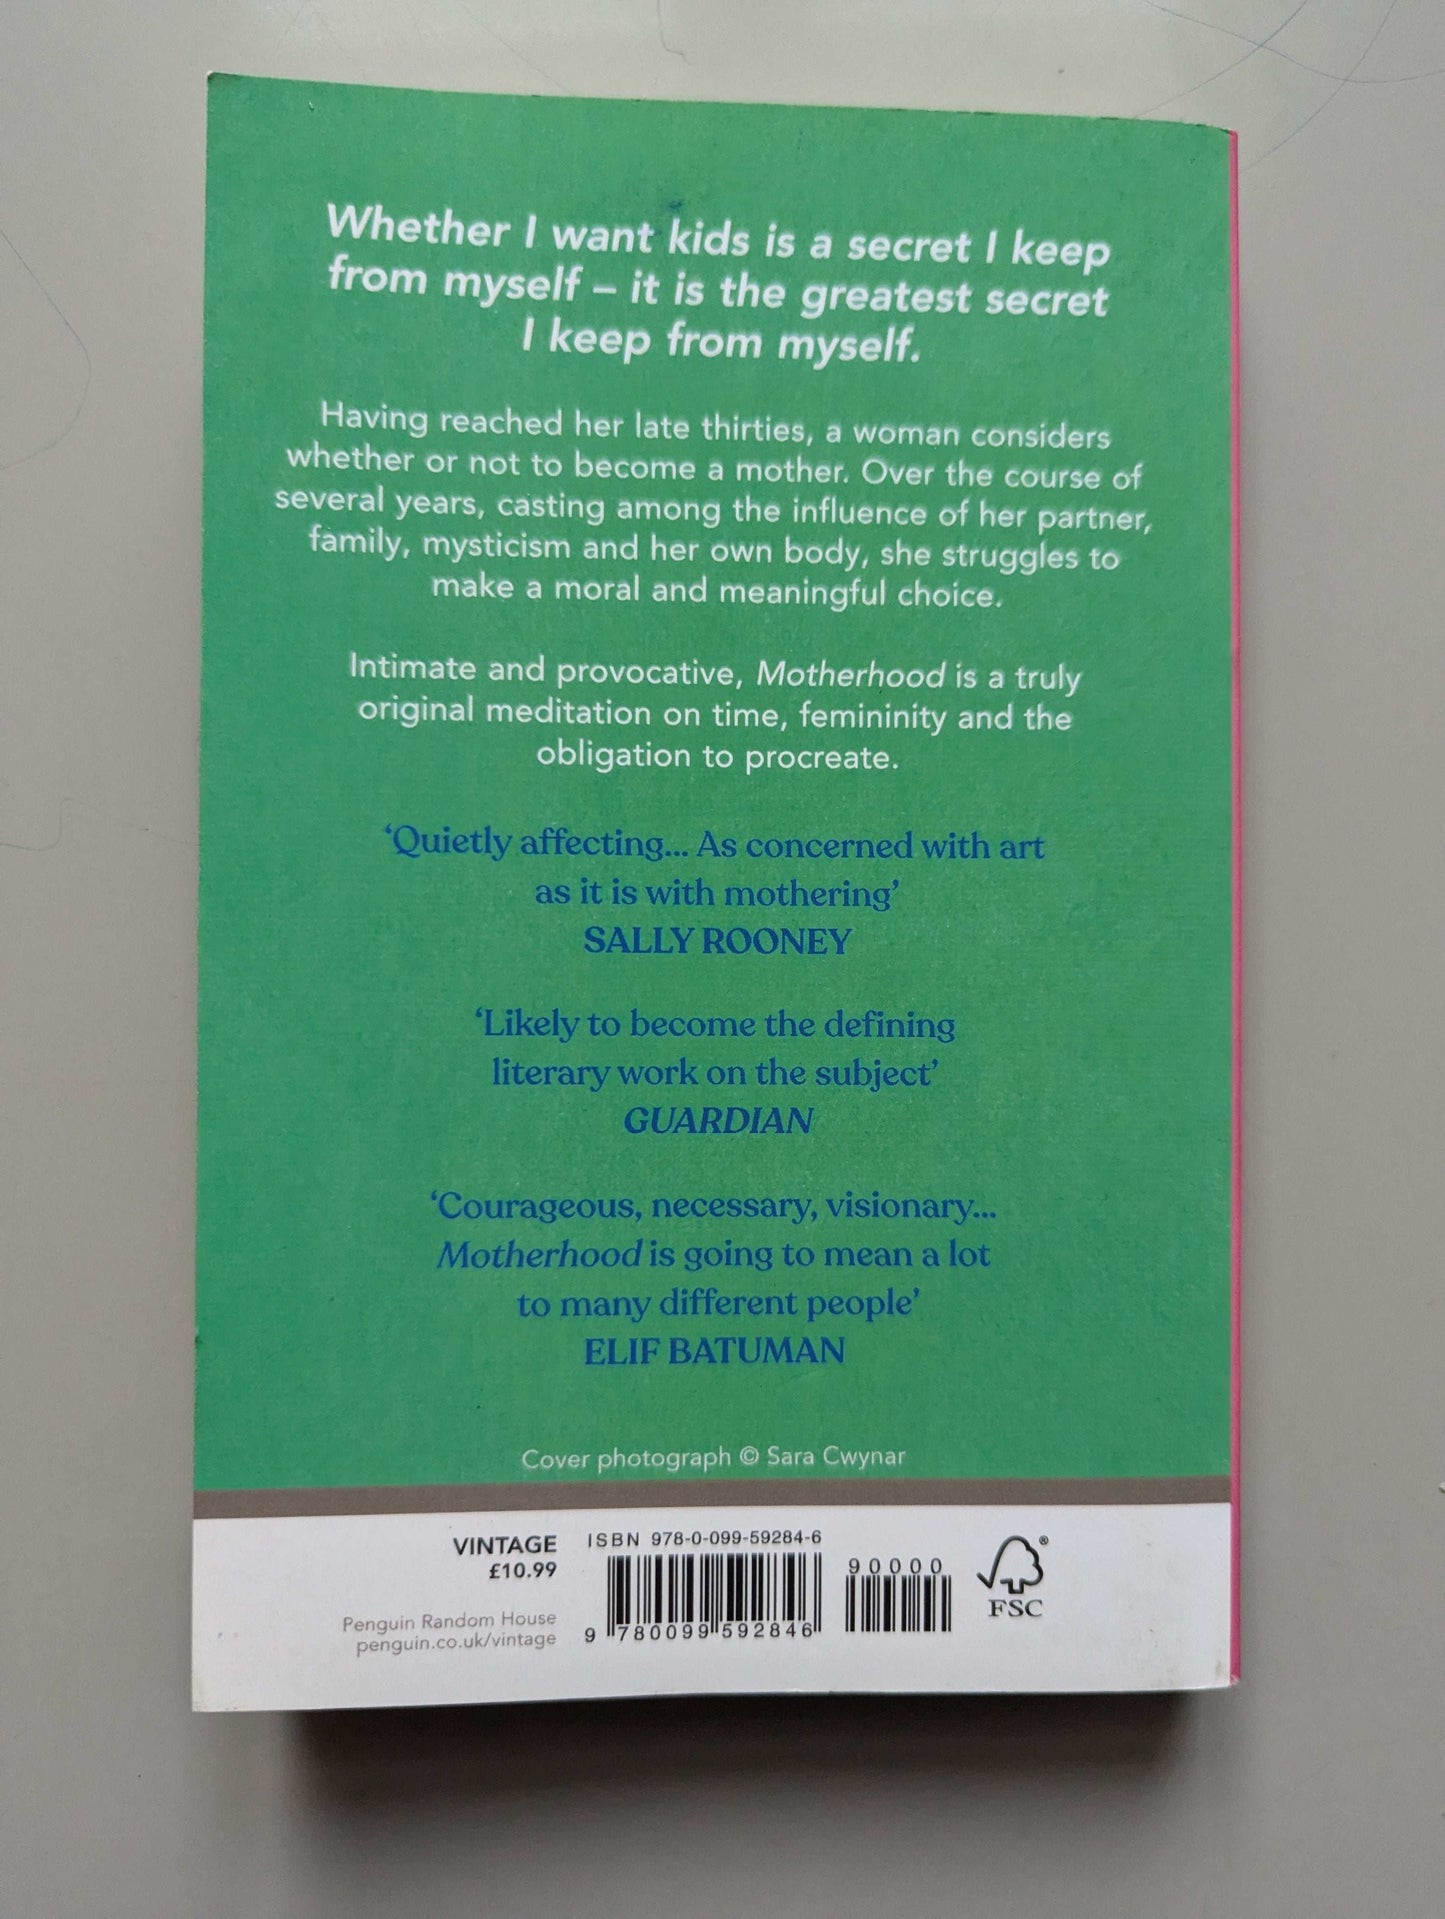 Whether I want kids is a secret I keep
from myself – it is the greatest secret
I keep from myself.
Having reached her late thirties, a woman considers
whether or not to become a mother. Over the course of
several years, casting among the influence of her partner,
family, mysticism and her own body, she struggles to
make a moral and meaningful choice.
Intimate and provocative, Motherhood is a truly
original meditation on time, femininity and the
obligation to procreate.
‘Quietly affecting... As concerned with art
as it is with mothering’
SALLY ROONEY
‘Likely to become the defining
literary work on the subject’
GUARDIAN
‘Courageous, necessary, visionary...
Motherhood is going to mean a lot
to many different people’
ELIF BATUMAN
Cover photograph © Sara Cwynar
VINTAGE
£10.99
Penguin Random House
penguin.co.uk/vintage
ISBN 978-0-099-59284-6
9 780099 592846
90000
®
FSC